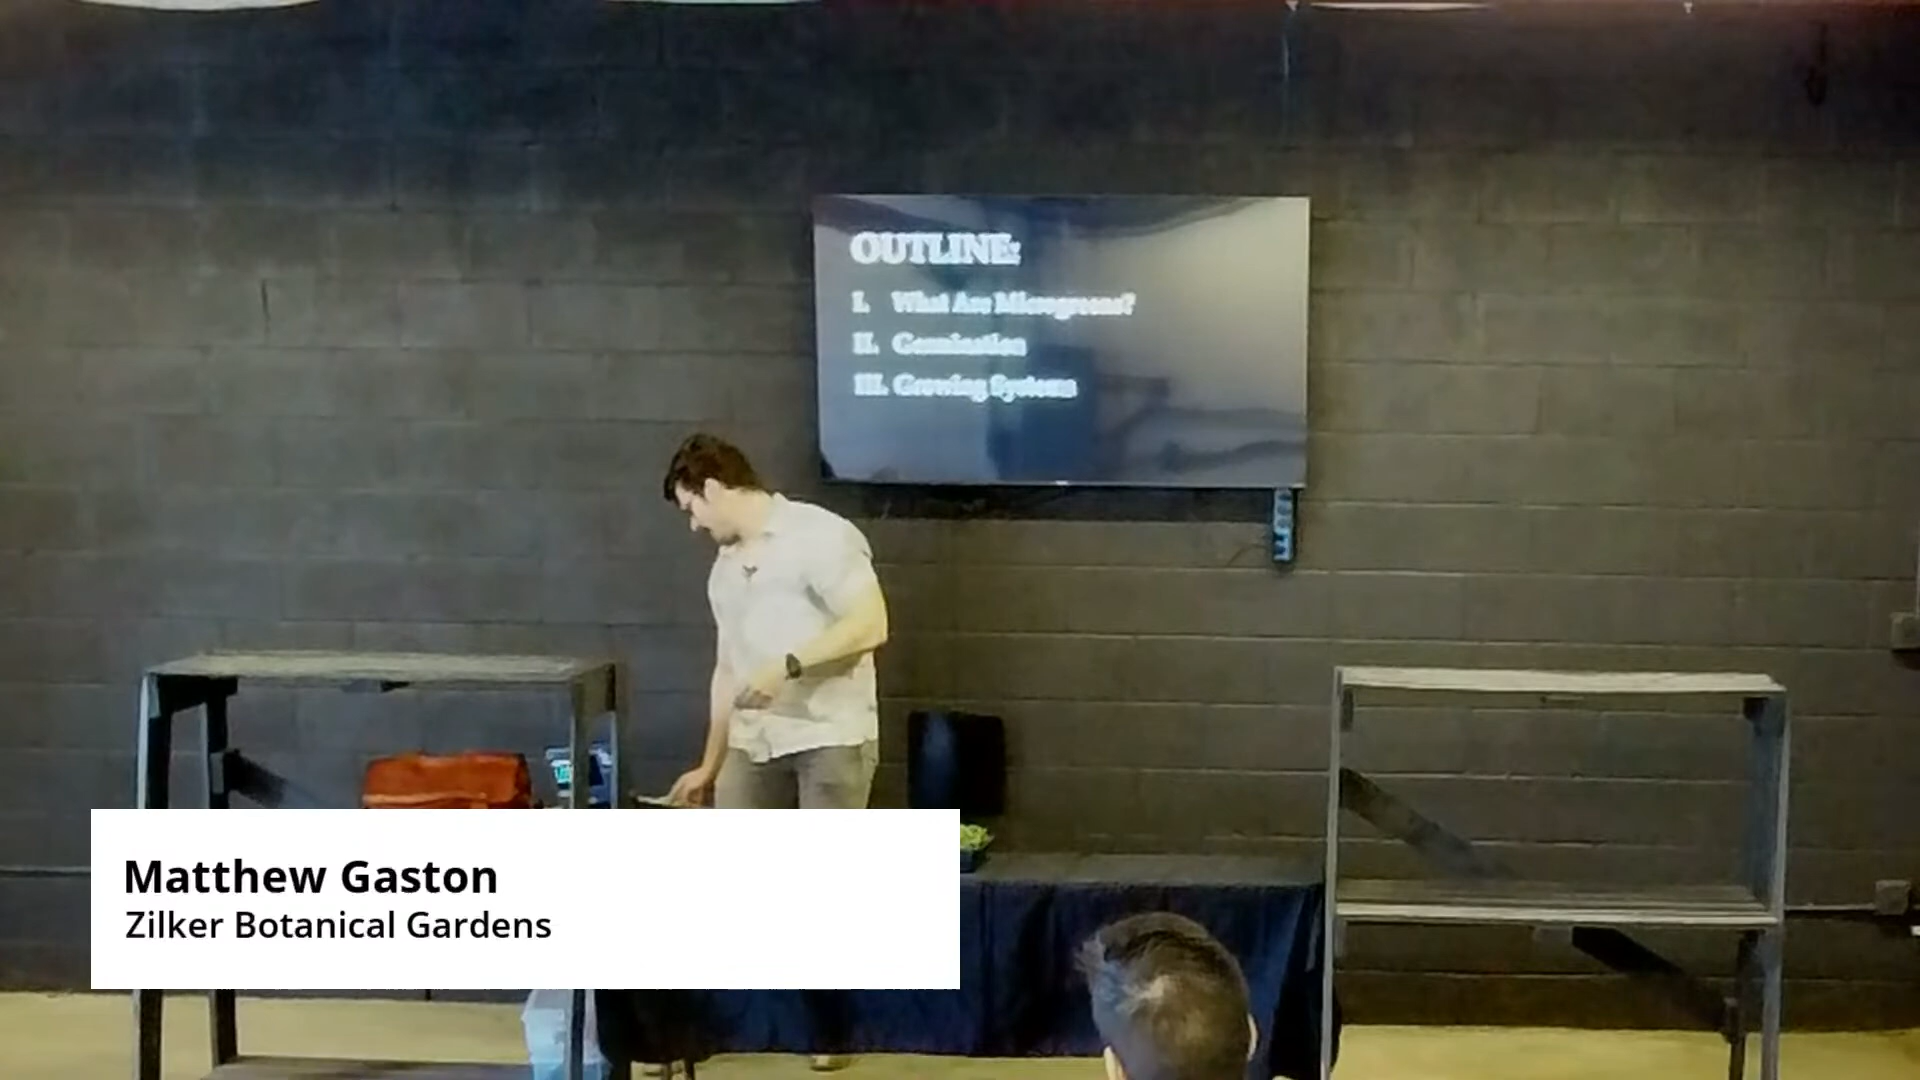 OUTLINE:
I. What Are Microgreens?
II. Germination
III. Growing Systems
Matthew Gaston
Zilker Botanical Gardens